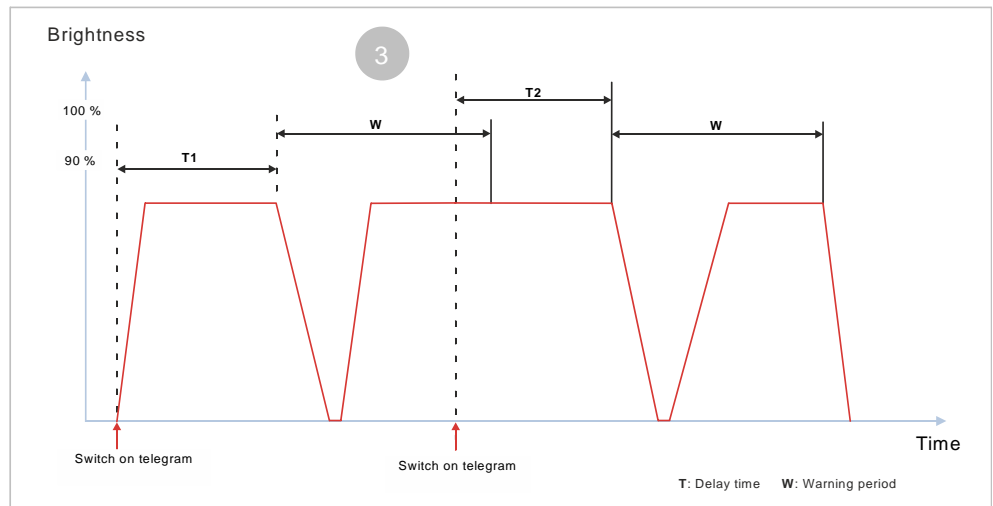 Brightness
3
100 %
T2
W
W
90 %
T1
Time
Switch on telegram
Switch on telegram
T: Delay time W: Warning period